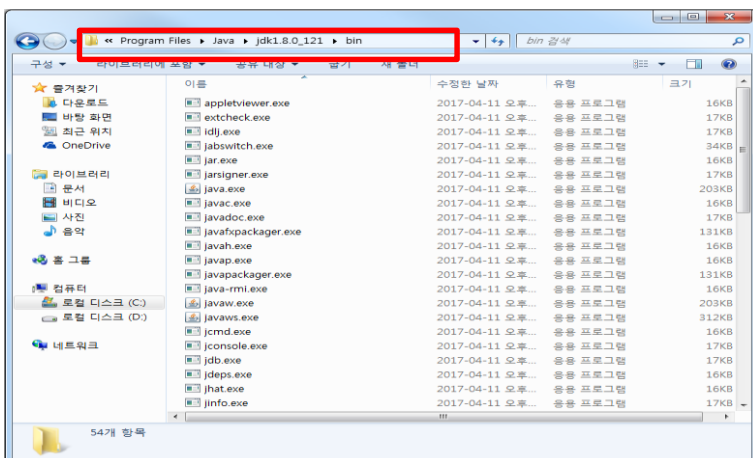 « Program Files ▸ Java ▸ jdk1.8.0_121 ▸ bin
bin 검색
구성 라이브러리에 포함 공유 대상 굽기 새 폴더
이름 수정한 날짜 유형 크기
즐겨찾기
다운로드
바탕 화면
최근 위치
OneDrive
라이브러리
문서
비디오
사진
음악
홈 그룹
컴퓨터
로컬 디스크 (C:)
로컬 디스크 (D:)
네트워크
appletviewer.exe 2017-04-11 오후... 응용 프로그램 16KB
extcheck.exe 2017-04-11 오후... 응용 프로그램 17KB
idlj.exe 2017-04-11 오후... 응용 프로그램 17KB
jabswitch.exe 2017-04-11 오후... 응용 프로그램 34KB
jar.exe 2017-04-11 오후... 응용 프로그램 16KB
jarsigner.exe 2017-04-11 오후... 응용 프로그램 17KB
java.exe 2017-04-11 오후... 응용 프로그램 203KB
javac.exe 2017-04-11 오후... 응용 프로그램 16KB
javadoc.exe 2017-04-11 오후... 응용 프로그램 17KB
javafxpackager.exe 2017-04-11 오후... 응용 프로그램 131KB
javah.exe 2017-04-11 오후... 응용 프로그램 16KB
javap.exe 2017-04-11 오후... 응용 프로그램 16KB
javapackager.exe 2017-04-11 오후... 응용 프로그램 131KB
java-rmi.exe 2017-04-11 오후... 응용 프로그램 16KB
javaw.exe 2017-04-11 오후... 응용 프로그램 203KB
javaws.exe 2017-04-11 오후... 응용 프로그램 312KB
jcmd.exe 2017-04-11 오후... 응용 프로그램 16KB
jconsole.exe 2017-04-11 오후... 응용 프로그램 17KB
jdb.exe 2017-04-11 오후... 응용 프로그램 17KB
jdeps.exe 2017-04-11 오후... 응용 프로그램 16KB
jhat.exe 2017-04-11 오후... 응용 프로그램 16KB
jinfo.exe 2017-04-11 오후... 응용 프로그램 17KB
54개 항목